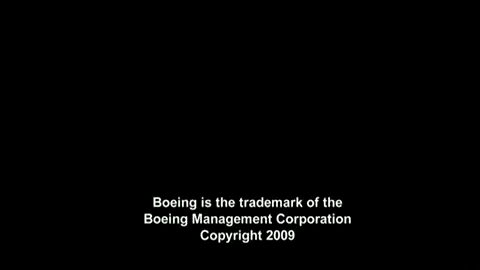 Boeing is the trademark of the
Boeing Management Corporation
Copyright 2009